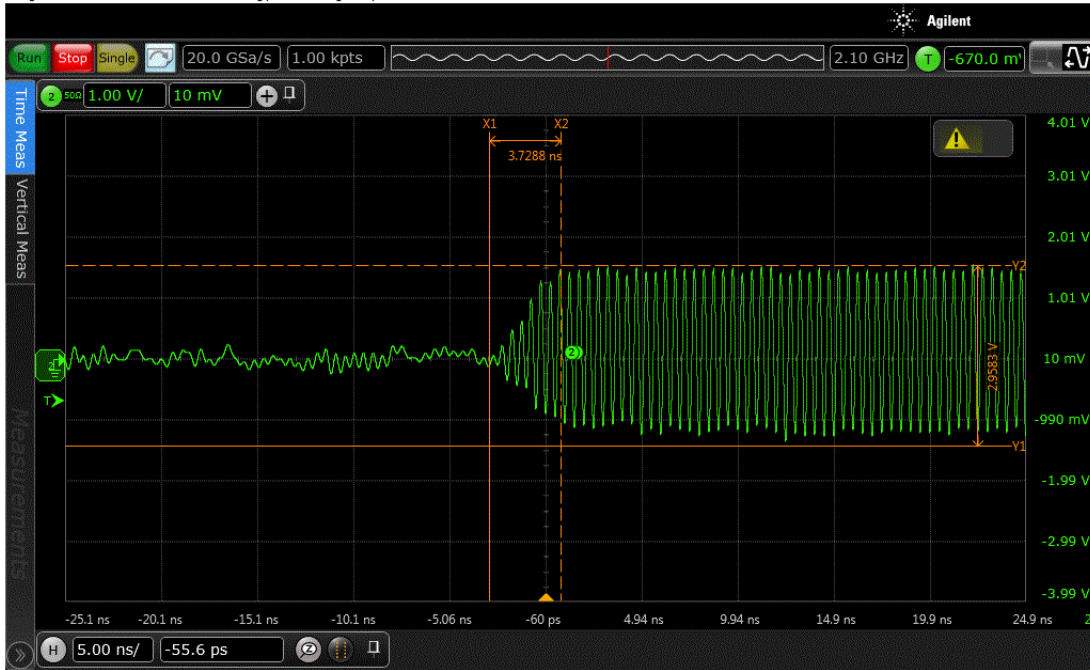 Agilent
Run Stop Single 20.0 GSa/s 1.00 kpts 2.10 GHz T -670.0 m
2 50Ω 1.00 V/ 10 mV +
Time Meas
Vertical Meas
Measurements
X1 X2
3.7288 ns
4.01 V
3.01 V
2.01 V
Y2
1.01 V
2
2.9583 V
10 mV
T
-990 mV
Y1
-1.99 V
-2.99 V
-3.99 V
-25.1 ns -20.1 ns -15.1 ns -10.1 ns -5.06 ns -60 ps 4.94 ns 9.94 ns 14.9 ns 19.9 ns 24.9 ns
H 5.00 ns/ -55.6 ps Z